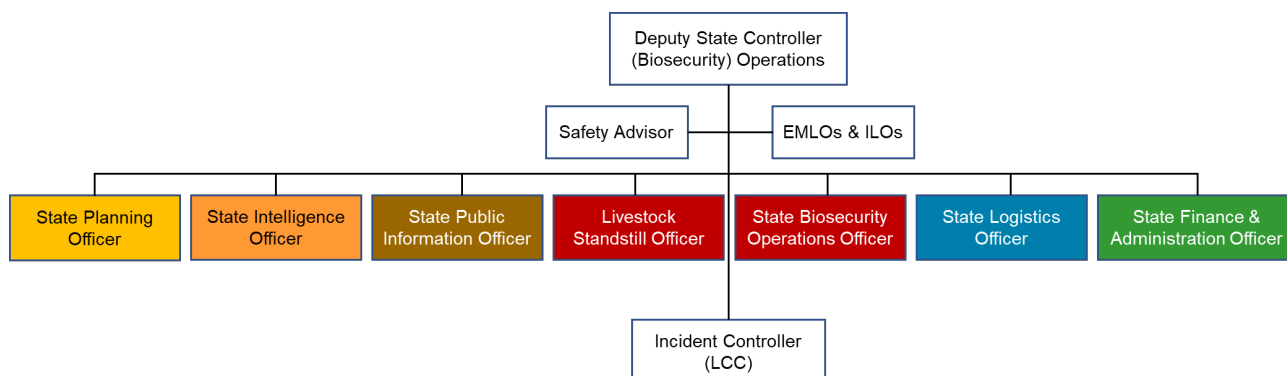 Deputy State Controller
(Biosecurity) Operations
Safety Advisor
EMLOs & ILOs
State Planning
Officer
State Intelligence
Officer
State Public
Information Officer
Livestock
Standstill Officer
State Biosecurity
Operations Officer
State Logistics
Officer
State Finance &
Administration Officer
Incident Controller
(LCC)